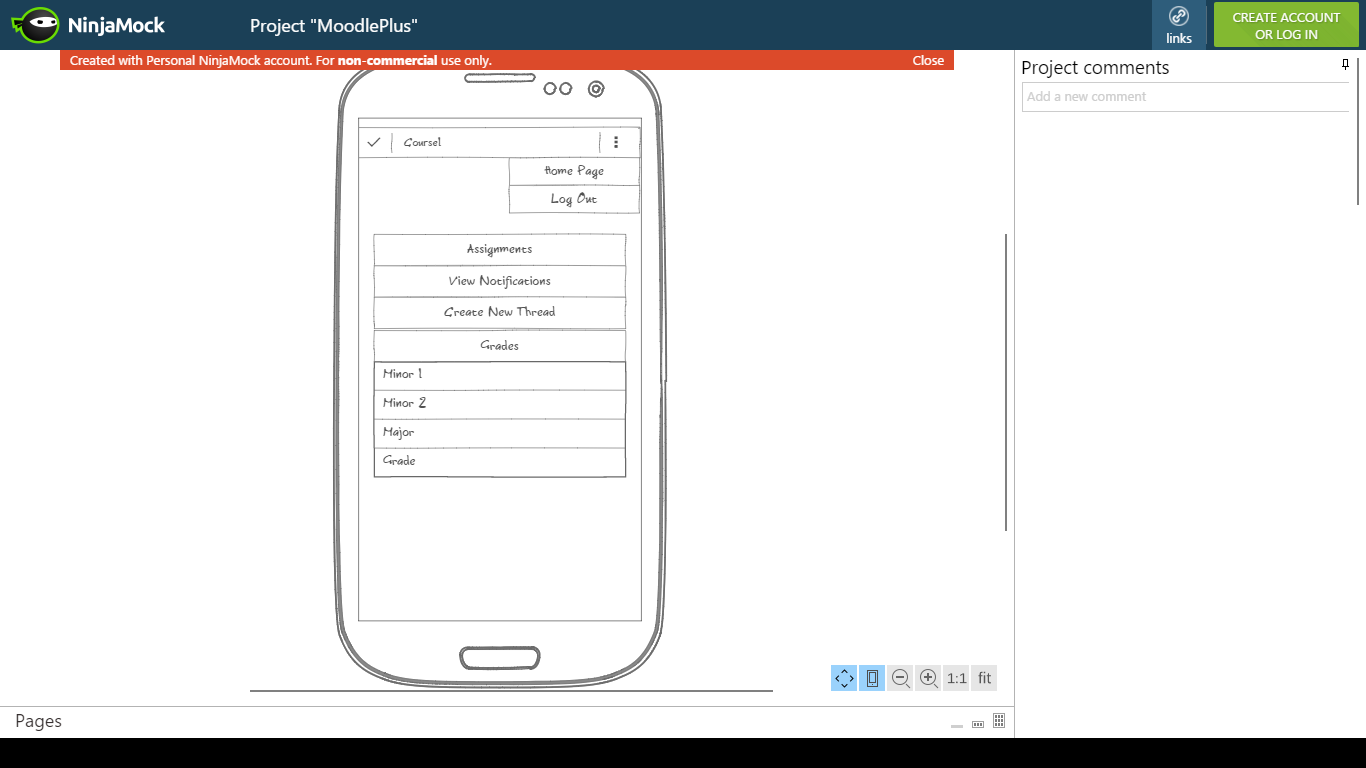 NinjaMock
Project "MoodlePlus"
links
CREATE ACCOUNT
OR LOG IN
Created with Personal NinjaMock account. For non-commercial use only.
Close
Project comments
Add a new comment
Course1
Home Page
Log Out
Assignments
View Notifications
Create New Thread
Grades
Minor 1
Minor 2
Major
Grade
1:1
fit
Pages